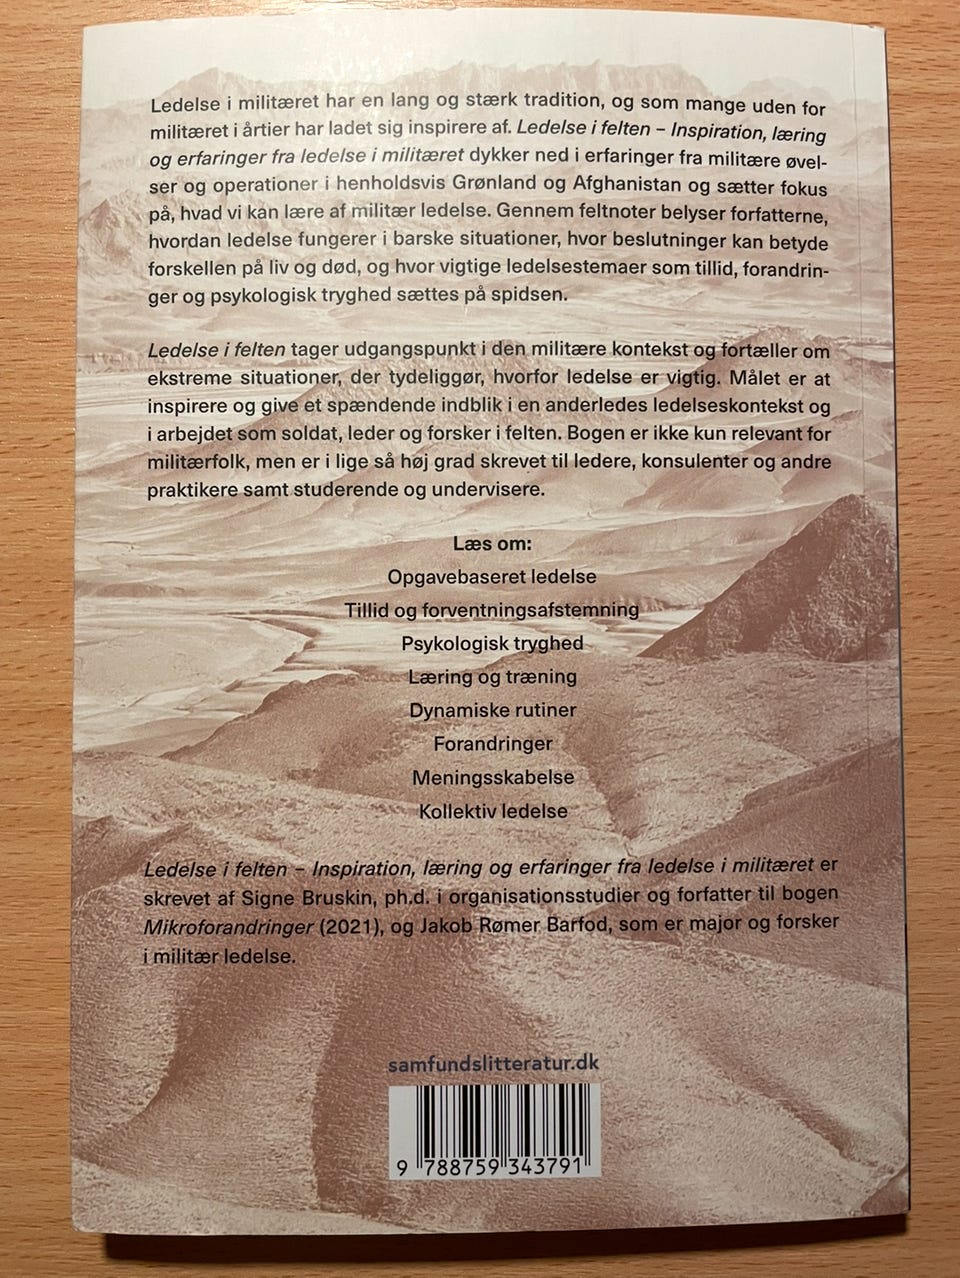 Ledelse i militæret har en lang og stærk tradition, og som mange uden for
militæret i årtier har ladet sig inspirere af. Ledelse i felten – Inspiration, læring
og erfaringer fra ledelse i militæret dykker ned i erfaringer fra militære øvel-
ser og operationer i henholdsvis Grønland og Afghanistan og sætter fokus
på, hvad vi kan lære af militær ledelse. Gennem feltnoter belyser forfatterne,
hvordan ledelse fungerer i barske situationer, hvor beslutninger kan betyde
forskellen på liv og død, og hvor vigtige ledelsestemaer som tillid, forandrin-
ger og psykologisk tryghed sættes på spidsen.
Ledelse i felten tager udgangspunkt i den militære kontekst og fortæller om
ekstreme situationer, der tydeliggør, hvorfor ledelse er vigtig. Målet er at
inspirere og give et spændende indblik i en anderledes ledelseskontekst og
i arbejdet som soldat, leder og forsker i felten. Bogen er ikke kun relevant for
militærfolk, men er i lige så høj grad skrevet til ledere, konsulenter og andre
praktikere samt studerende og undervisere.
Læs om:
Opgavebaseret ledelse
Tillid og forventningsafstemning
Psykologisk tryghed
Læring og træning
Dynamiske rutiner
Forandringer
Meningsskabelse
Kollektiv ledelse
Ledelse i felten – Inspiration, læring og erfaringer fra ledelse i militæret er
skrevet af Signe Bruskin, ph.d. i organisationsstudier og forfatter til bogen
Mikroforandringer (2021), og Jakob Rømer Barfod, som er major og forsker
i militær ledelse.
samfundslitteratur.dk
9 788759 343791